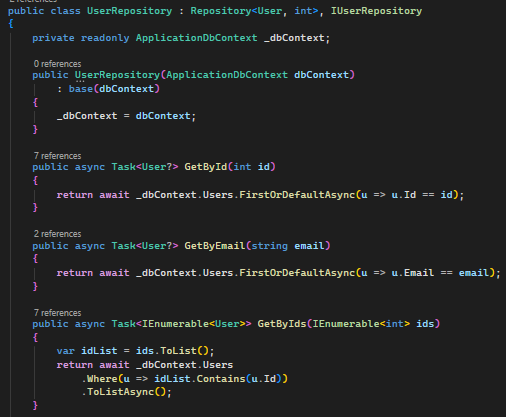 public class UserRepository : Repository<User, int>, IUserRepository
{
private readonly ApplicationDbContext _dbContext;
0 references
public UserRepository(ApplicationDbContext dbContext)
: base(dbContext)
{
_dbContext = dbContext;
}
7 references
public async Task<User?> GetById(int id)
{
return await _dbContext.Users.FirstOrDefaultAsync(u => u.Id == id);
}
2 references
public async Task<User?> GetByEmail(string email)
{
return await _dbContext.Users.FirstOrDefaultAsync(u => u.Email == email);
}
7 references
public async Task<IEnumerable<User>> GetByIds(IEnumerable<int> ids)
{
var idList = ids.ToList();
return await _dbContext.Users
.Where(u => idList.Contains(u.Id))
.ToListAsync();
}